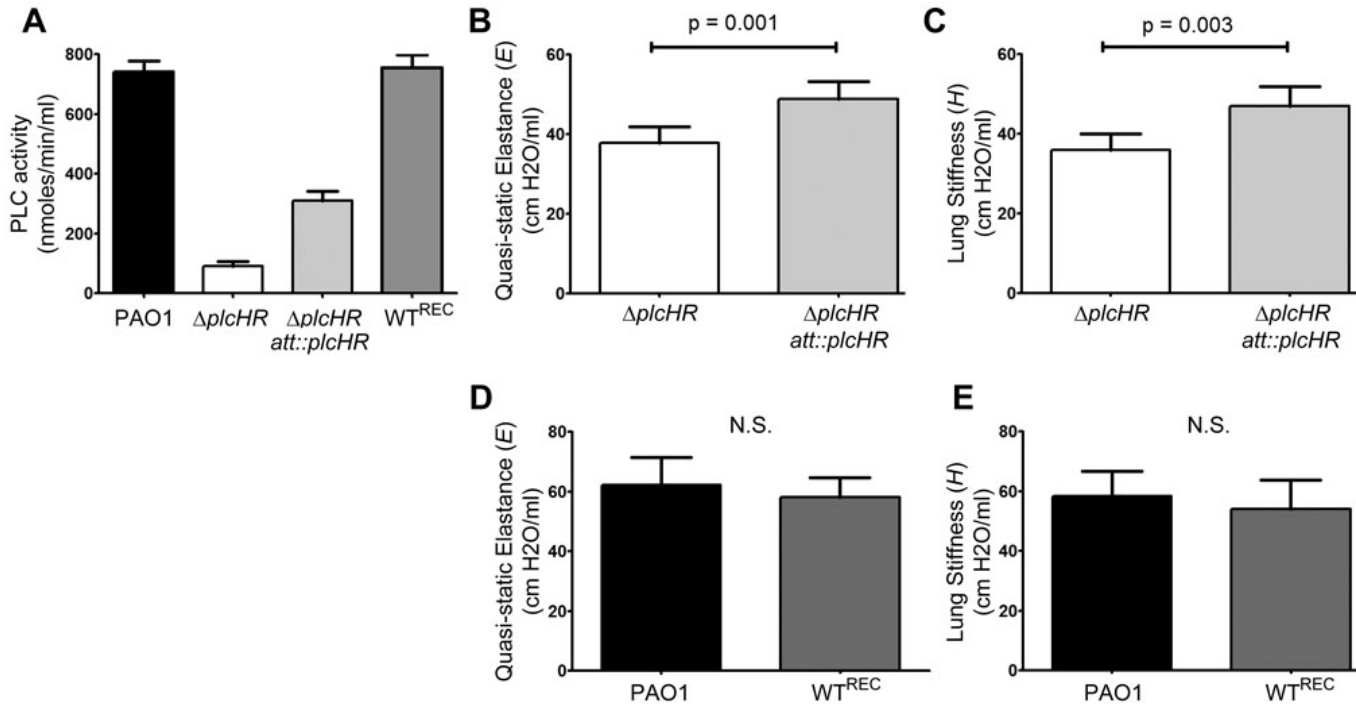 A
PLC activity
(nmoles/min/ml)
800
600
400
200
0
PAO1
ΔplcHR
ΔplcHR
att::plcHR
WT^REC
B
p = 0.001
Quasi-static Elastance (E)
(cm H2O/ml)
60
40
20
0
ΔplcHR
ΔplcHR
att::plcHR
C
p = 0.003
Lung Stiffness (H)
(cm H2O/ml)
60
40
20
0
ΔplcHR
ΔplcHR
att::plcHR
D
N.S.
Quasi-static Elastance (E)
(cm H2O/ml)
80
60
80
20
0
PAO1
WT^REC
E
N.S.
Lung Stiffness (H)
(cm H2O/ml)
80
60
80
20
0
PAO1
WT^REC